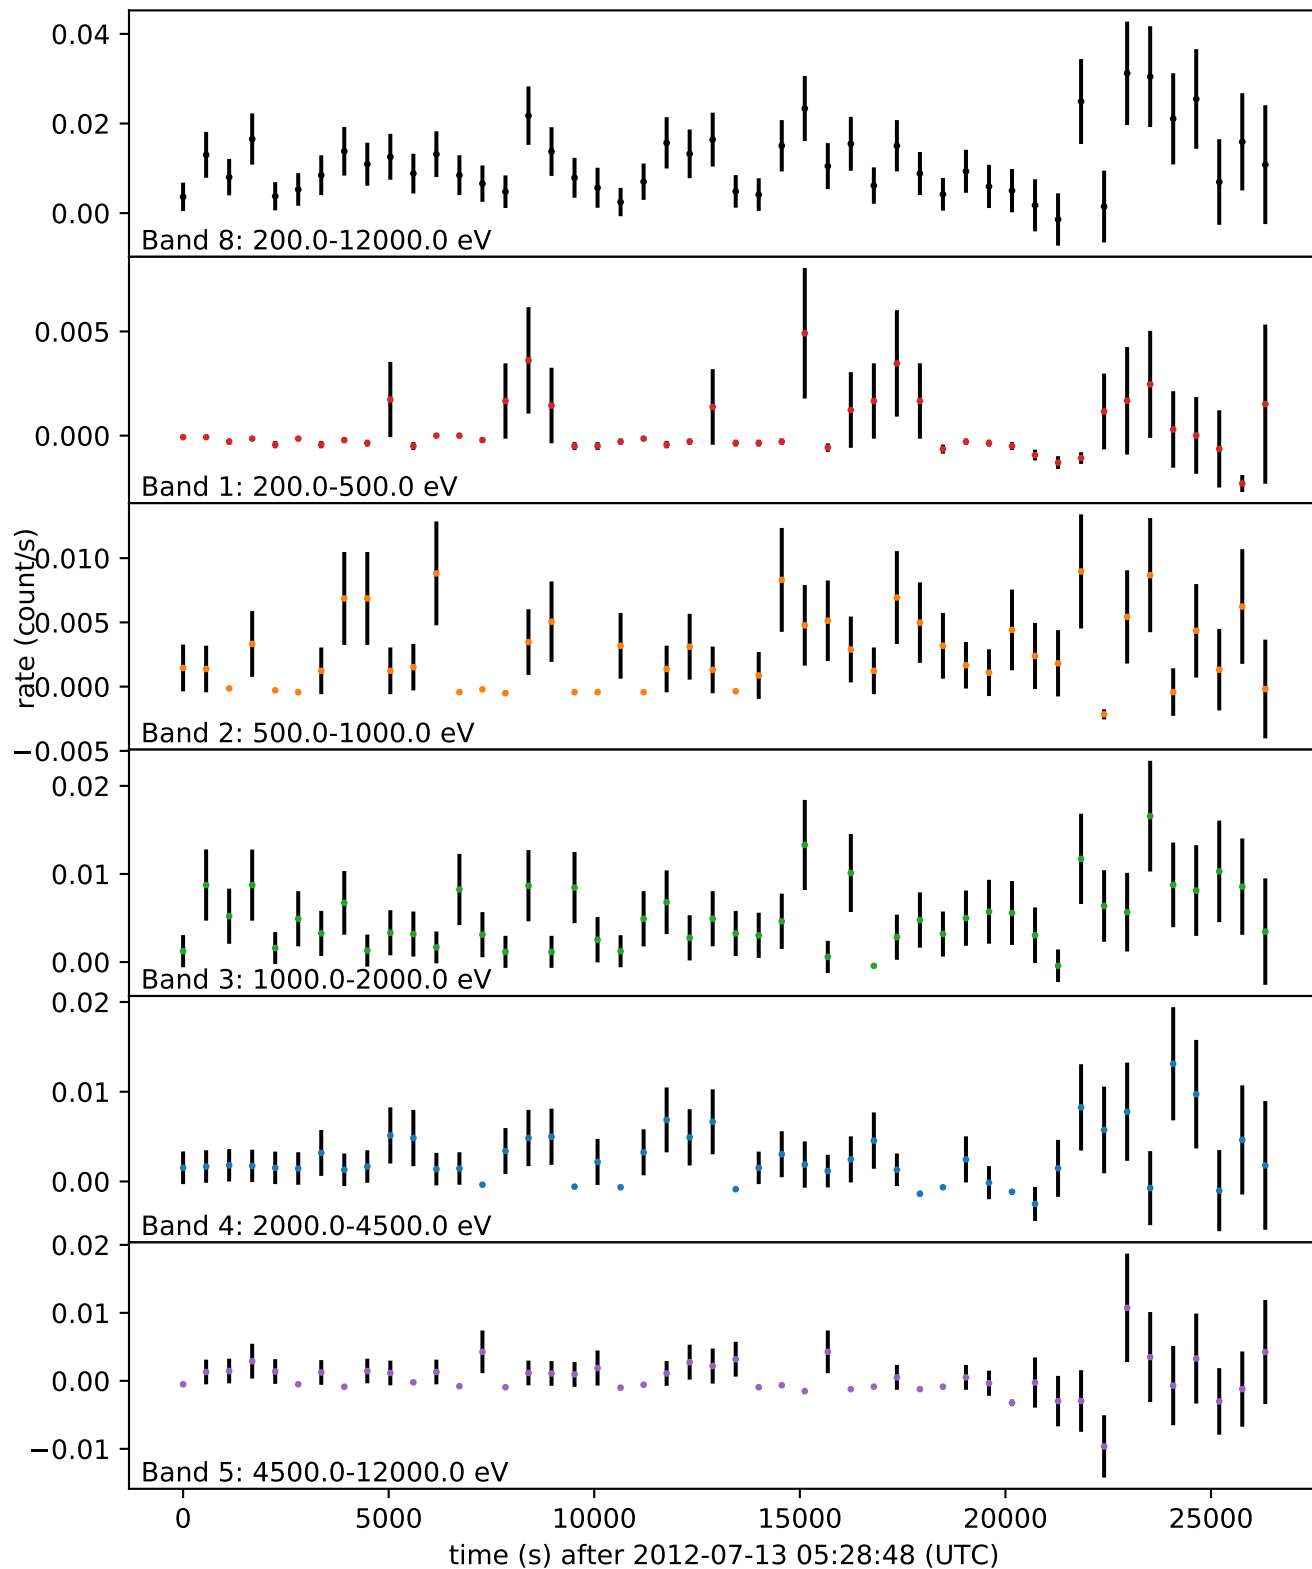 0.04
0.02
0.00
Band 8: 200.0-12000.0 eV
0.005
0.000
Band 1: 200.0-500.0 eV
rate (count/s)
0.010
0.005
0.000
−0.005
Band 2: 500.0-1000.0 eV
0.02
0.01
0.00
Band 3: 1000.0-2000.0 eV
0.02
0.01
0.00
Band 4: 2000.0-4500.0 eV
0.02
0.01
0.00
−0.01
Band 5: 4500.0-12000.0 eV
0 5000 10000 15000 20000 25000
time (s) after 2012-07-13 05:28:48 (UTC)